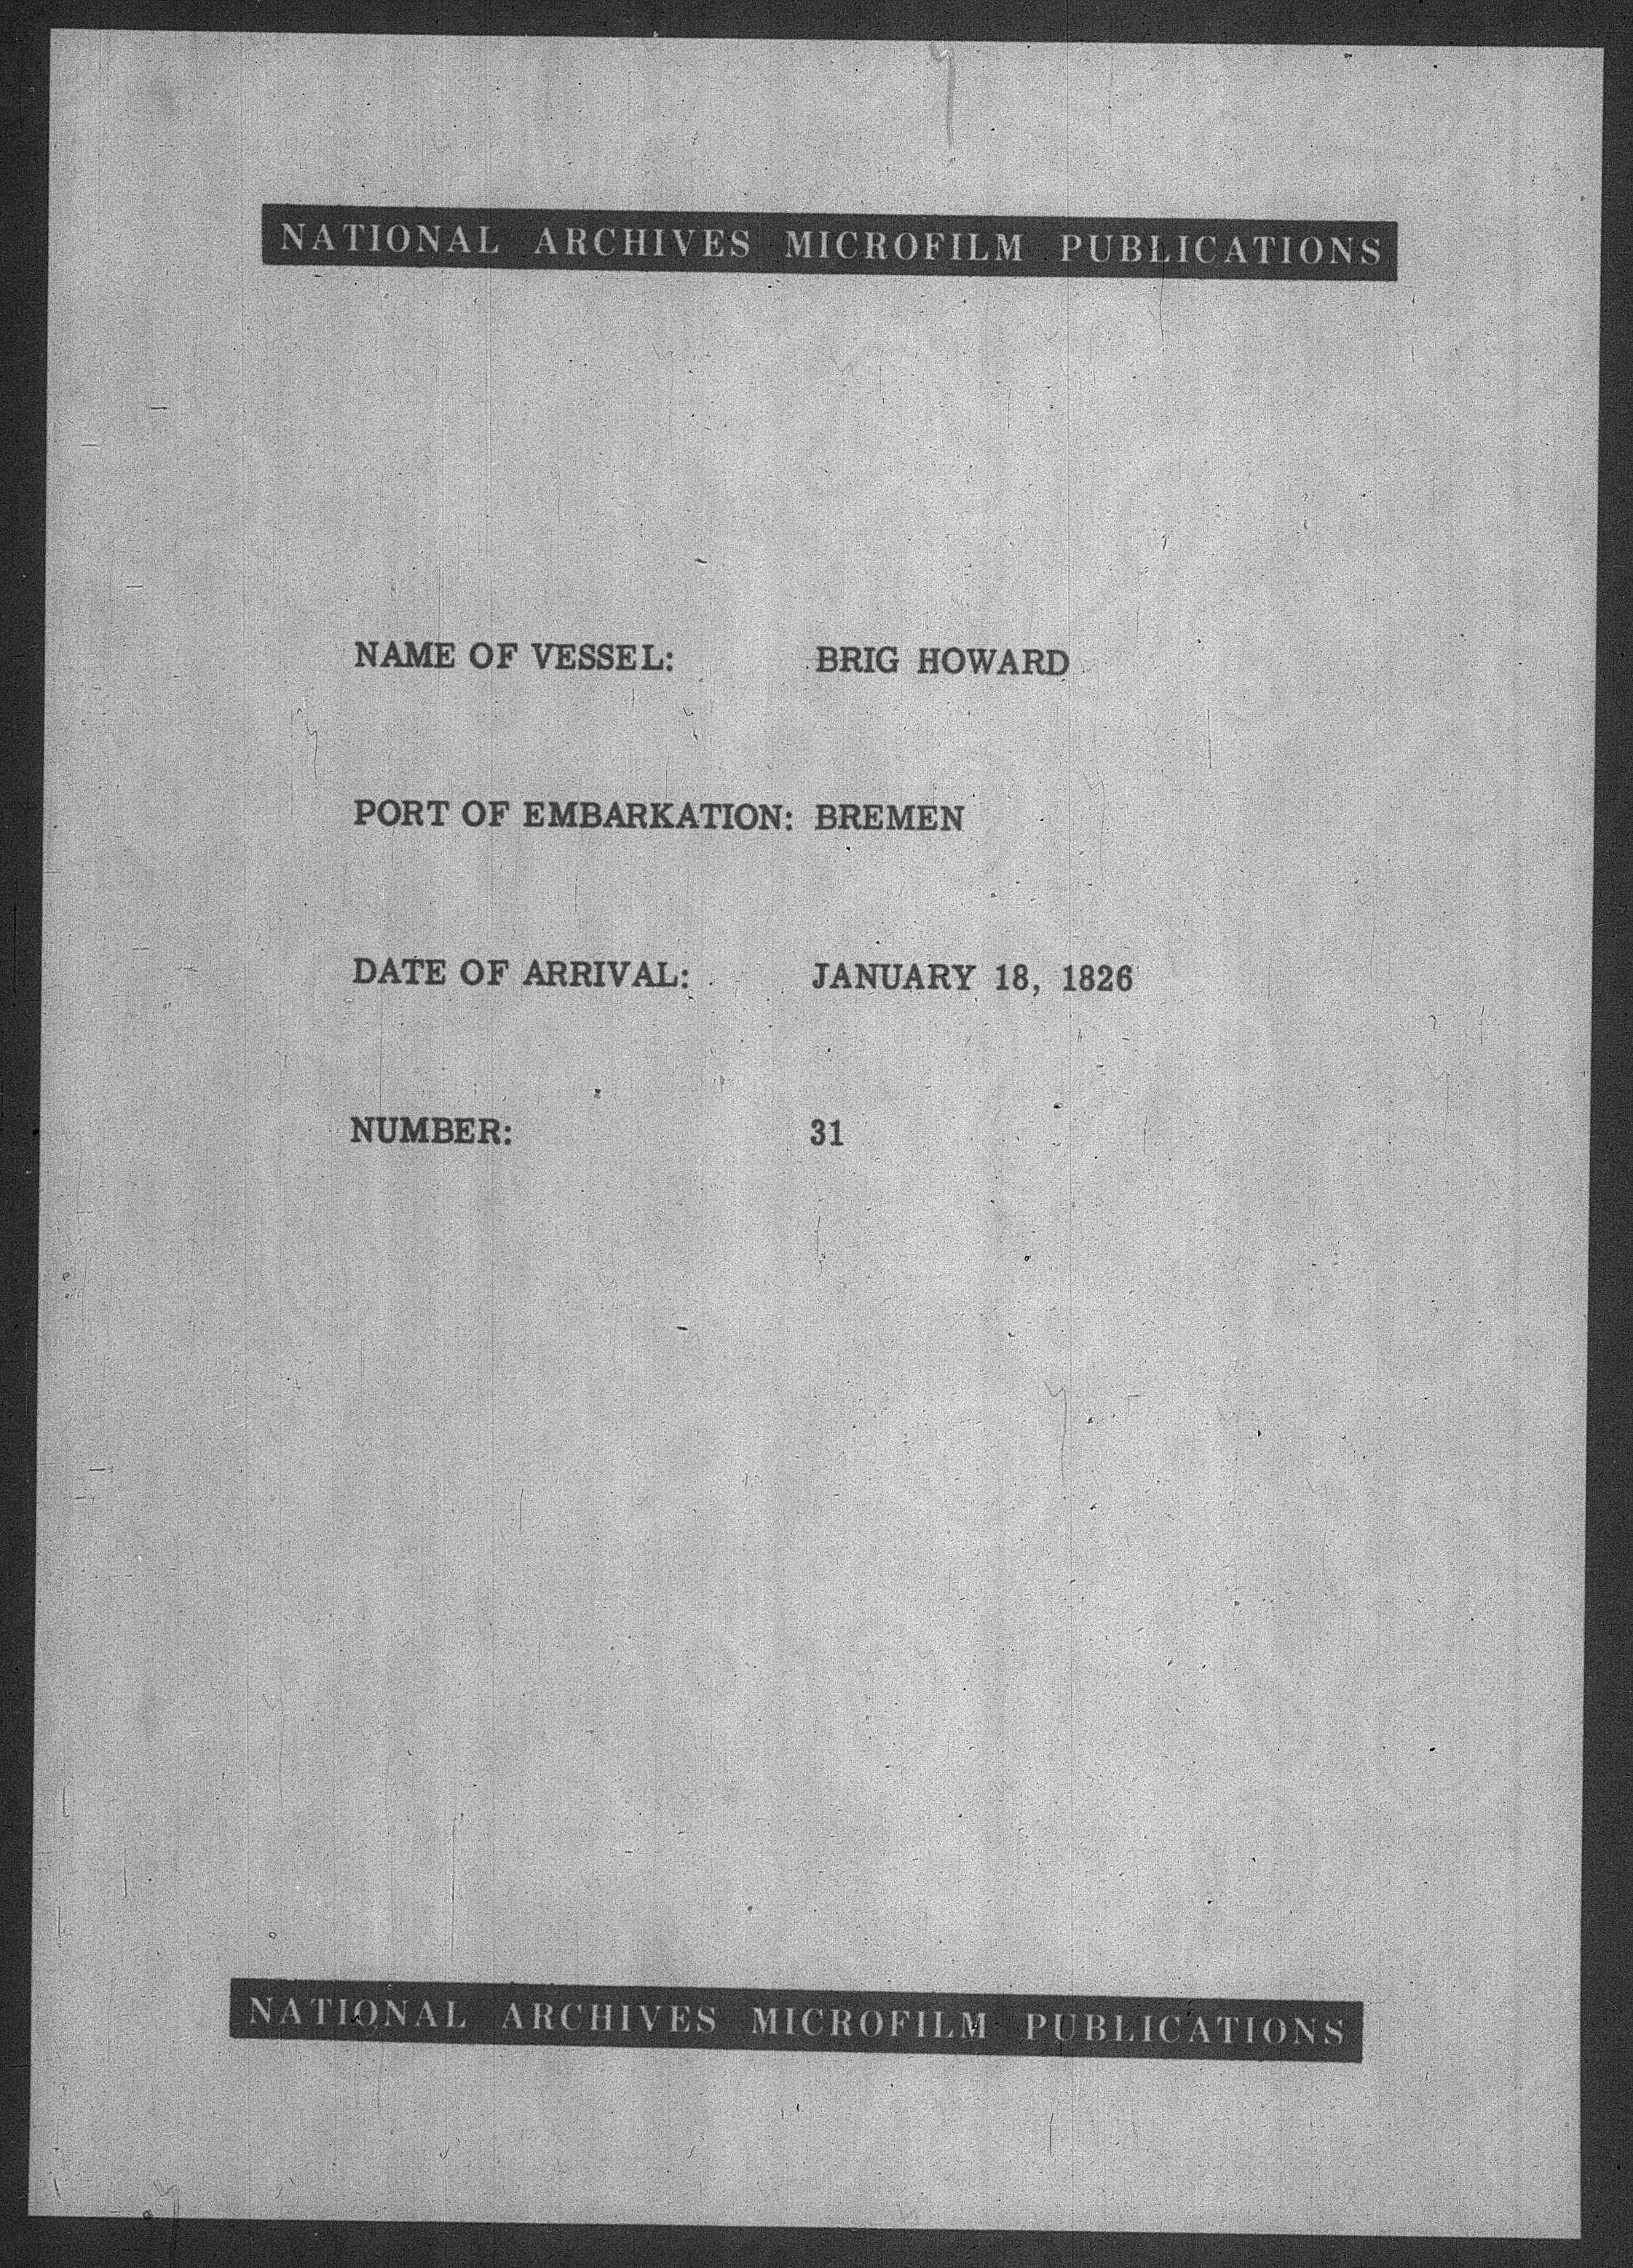 NATIONAL ARCHIVES MICROFILM PUBLICATIONS
NAME OF VESSEL: BRIG HOWARD
PORT OF EMBARKATION: BREMEN
DATE OF ARRIVAL: JANUARY 18, 1826
NUMBER: 31
NATIONAL ARCHIVES MICROFILM PUBLICATIONS